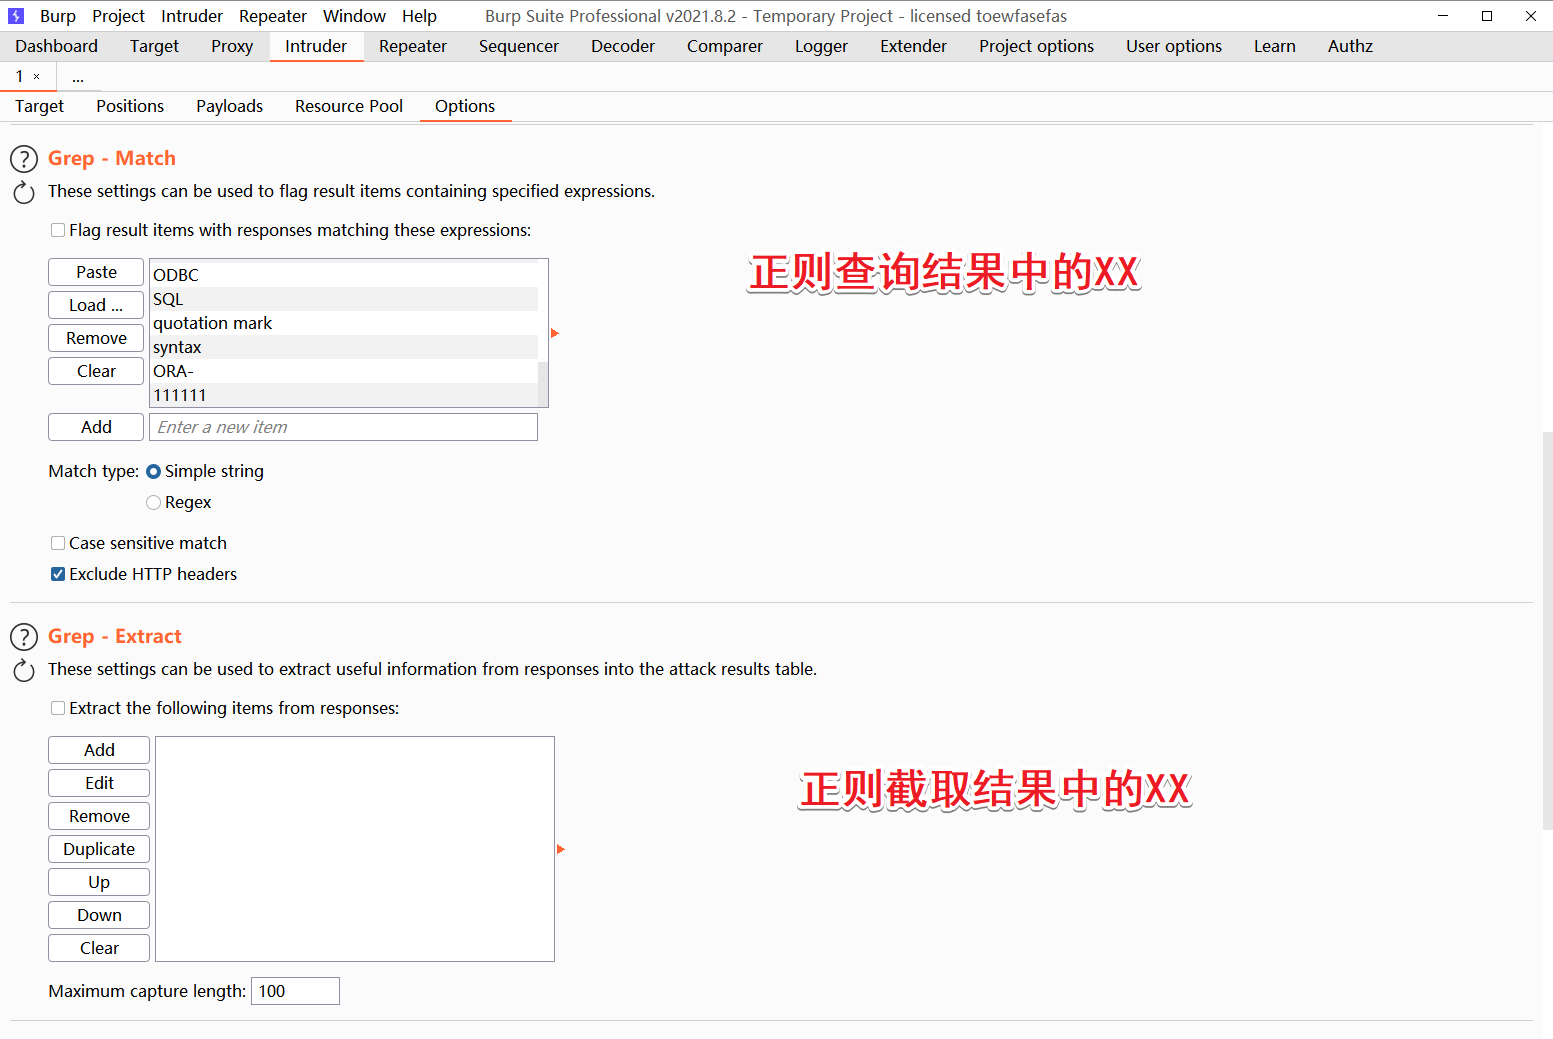 Burp Project Intruder Repeater Window Help Burp Suite Professional v2021.8.2 - Temporary Project - licensed toewfasefas
Dashboard Target Proxy Intruder Repeater Sequencer Decoder Comparer Logger Extender Project options User options Learn Authz
1 × ...
Target Positions Payloads Resource Pool Options
? Grep - Match
These settings can be used to flag result items containing specified expressions.
Flag result items with responses matching these expressions:
正则查询结果中的XX
Paste
Load ...
Remove
Clear
ODBC
SQL
quotation mark
syntax
ORA-
111111
Add Enter a new item
Match type: Simple string
Regex
Case sensitive match
Exclude HTTP headers
? Grep - Extract
These settings can be used to extract useful information from responses into the attack results table.
Extract the following items from responses:
Add
Edit
Remove
Duplicate
Up
Down
Clear
正则截取结果中的XX
Maximum capture length: 100